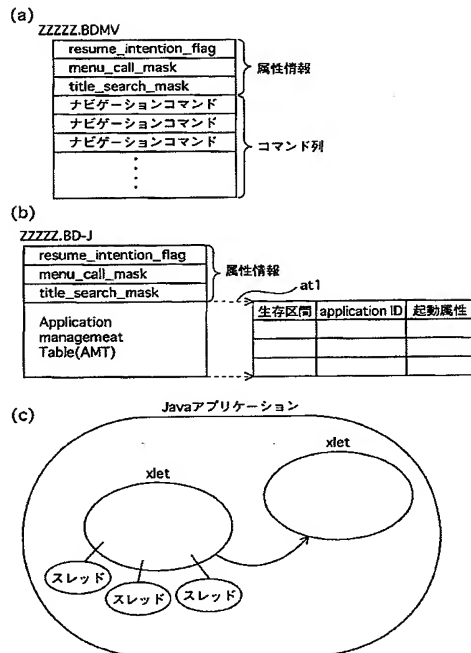 (a)
ZZZZZ.BDMV
resume_intention_flag
menu_call_mask
title_search_mask
属性情報
ナビゲーションコマンド
ナビゲーションコマンド
ナビゲーションコマンド
コマンド列
(b)
ZZZZZ.BD-J
resume_intention_flag
menu_call_mask
title_search_mask
属性情報
at1
Application
managemeat
Table(AMT)
生存区間 application ID 起動属性
(c)
Javaアプリケーション
xlet
xlet
スレッド
スレッド
スレッド